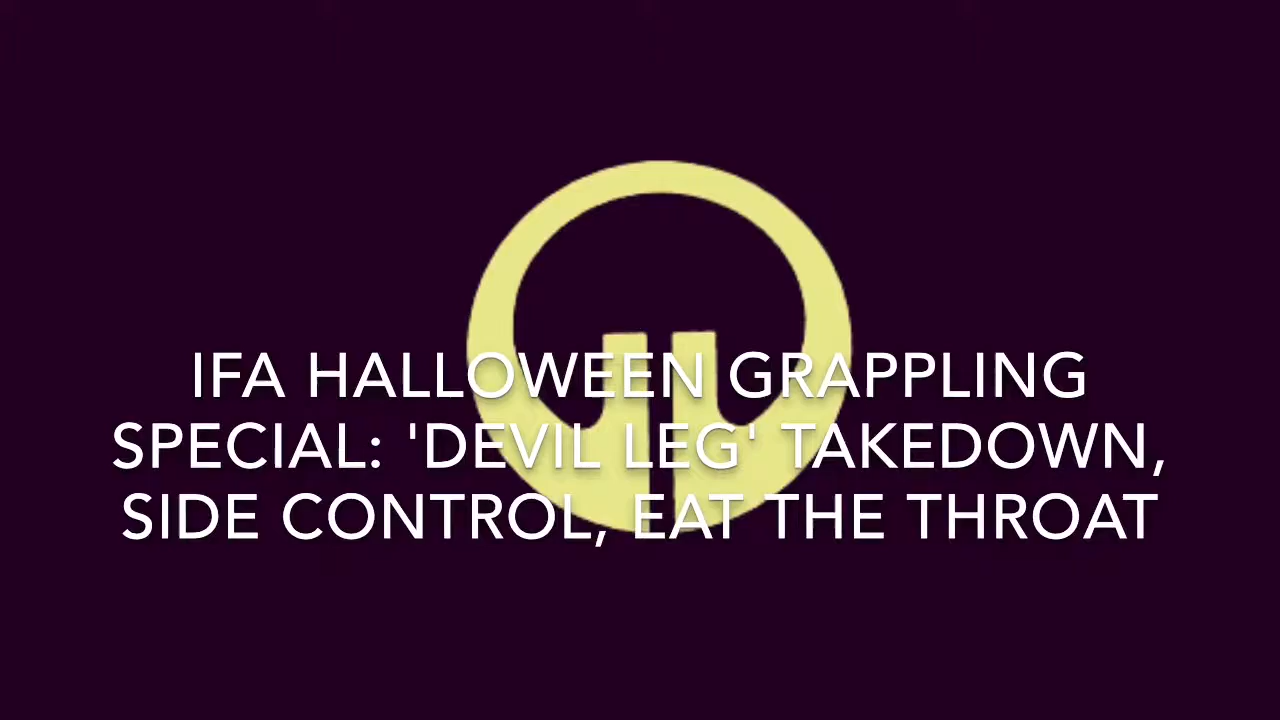 IFA HALLOWEEN GRAPPLING
SPECIAL: 'DEVIL LEG' TAKEDOWN,
SIDE CONTROL, EAT THE THROAT